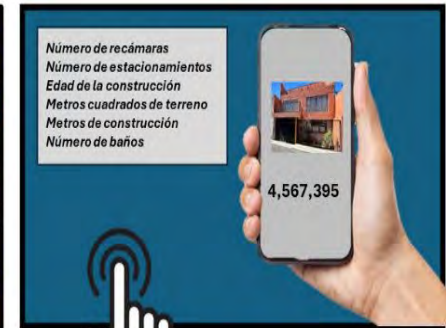 Número de recámaras
Número de estacionamientos
Edad de la construcción
Metros cuadrados de terreno
Metros de construcción
Número de baños
4,567,395